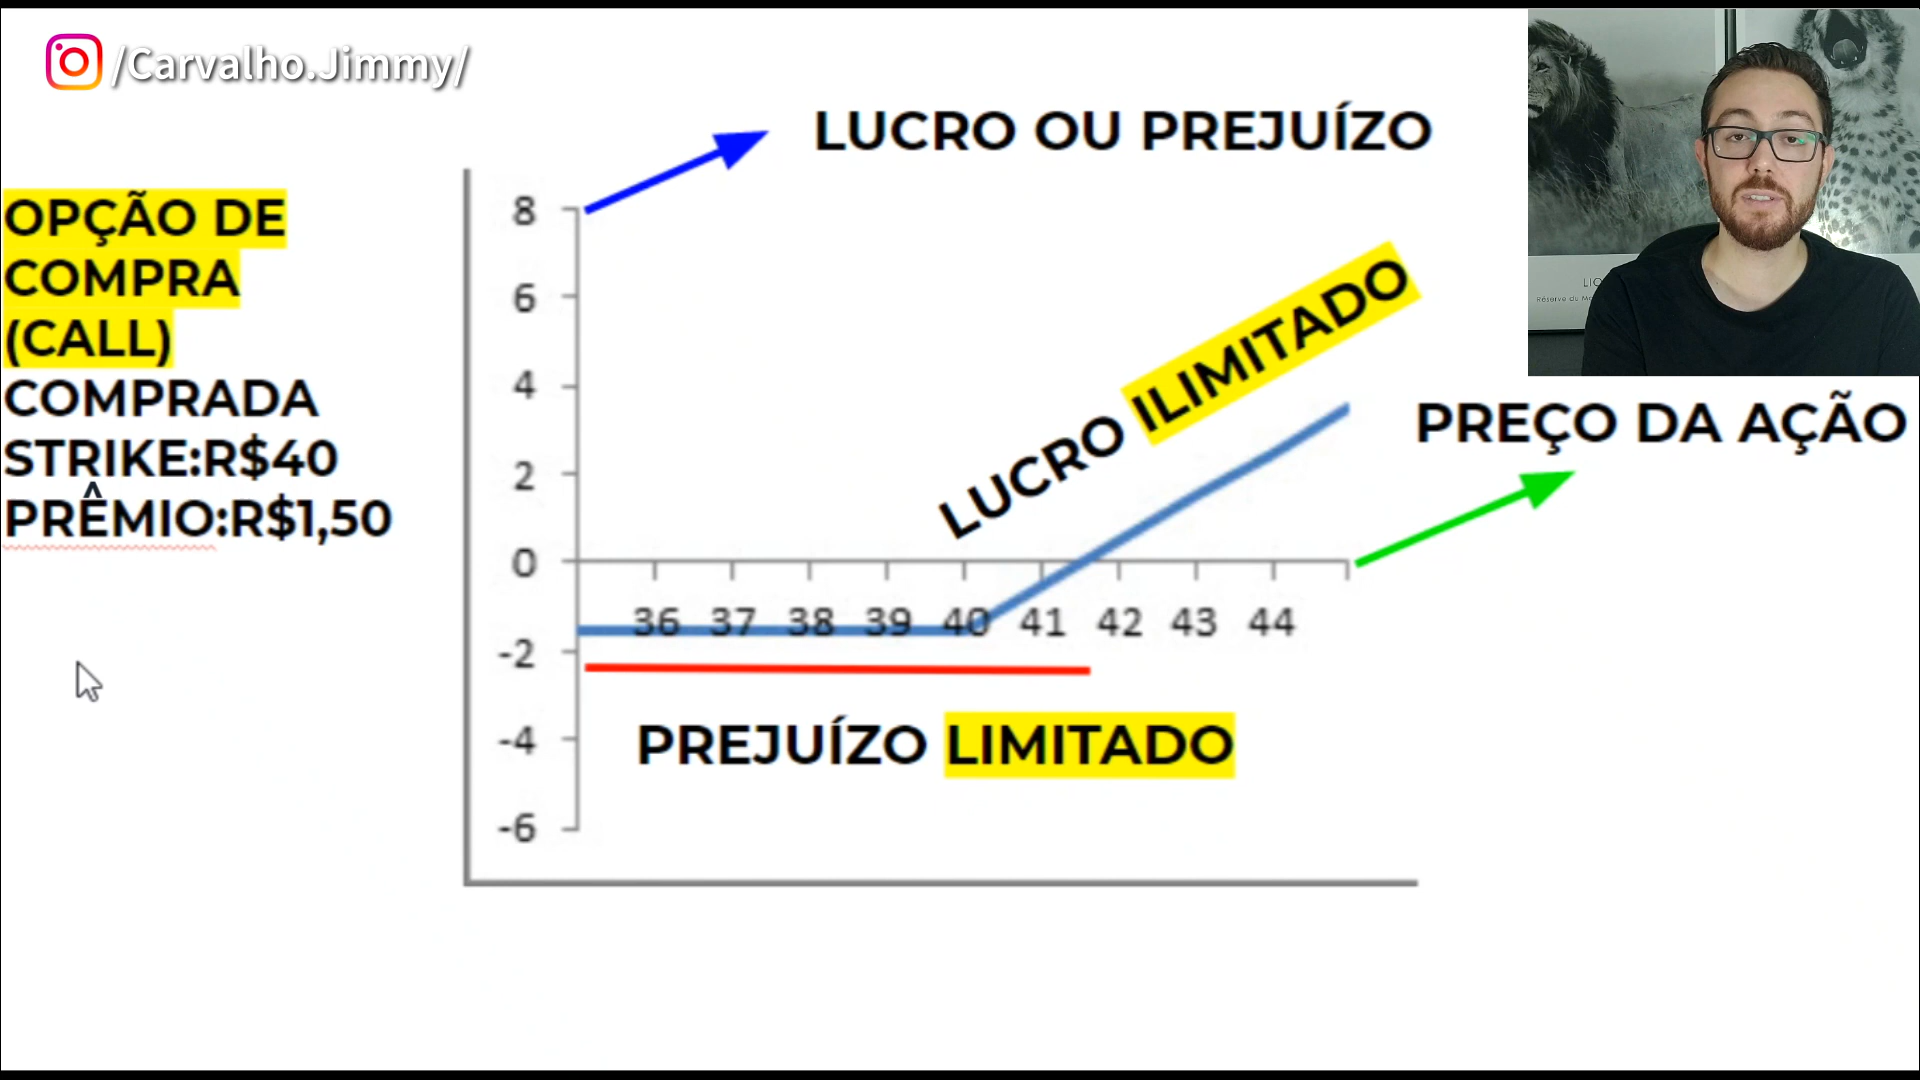 /Carvalho.Jimmy/
LUCRO OU PREJUÍZO
OPÇÃO DE
COMPRA
(CALL)
COMPRADA
STRIKE:R$40
PRÊMIO:R$1,50
8
6
4
2
0
-2
-4
-6
LUCRO ILIMITADO
PREÇO DA AÇÃO
36 37 38 39 40 41 42 43 44
PREJUÍZO LIMITADO